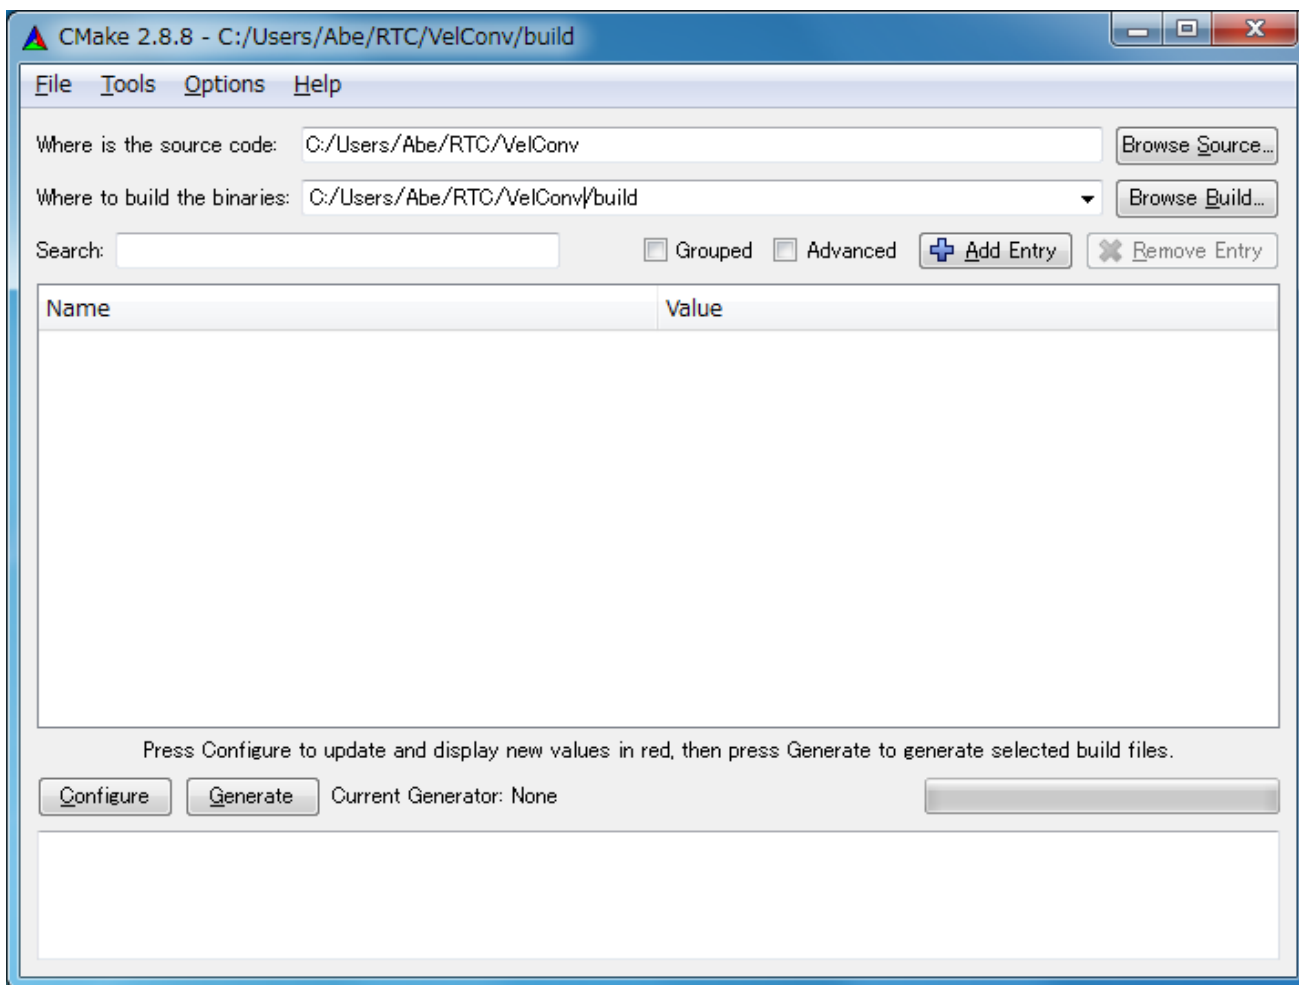 CMake 2.8.8 - C:/Users/Abe/RTC/VelConv/build
File Tools Options Help
Where is the source code: C:/Users/Abe/RTC/VelConv Browse Source...
Where to build the binaries: C:/Users/Abe/RTC/VelConv/build Browse Build...
Search: Grouped Advanced Add Entry Remove Entry
Name Value
Press Configure to update and display new values in red, then press Generate to generate selected build files.
Configure Generate Current Generator: None